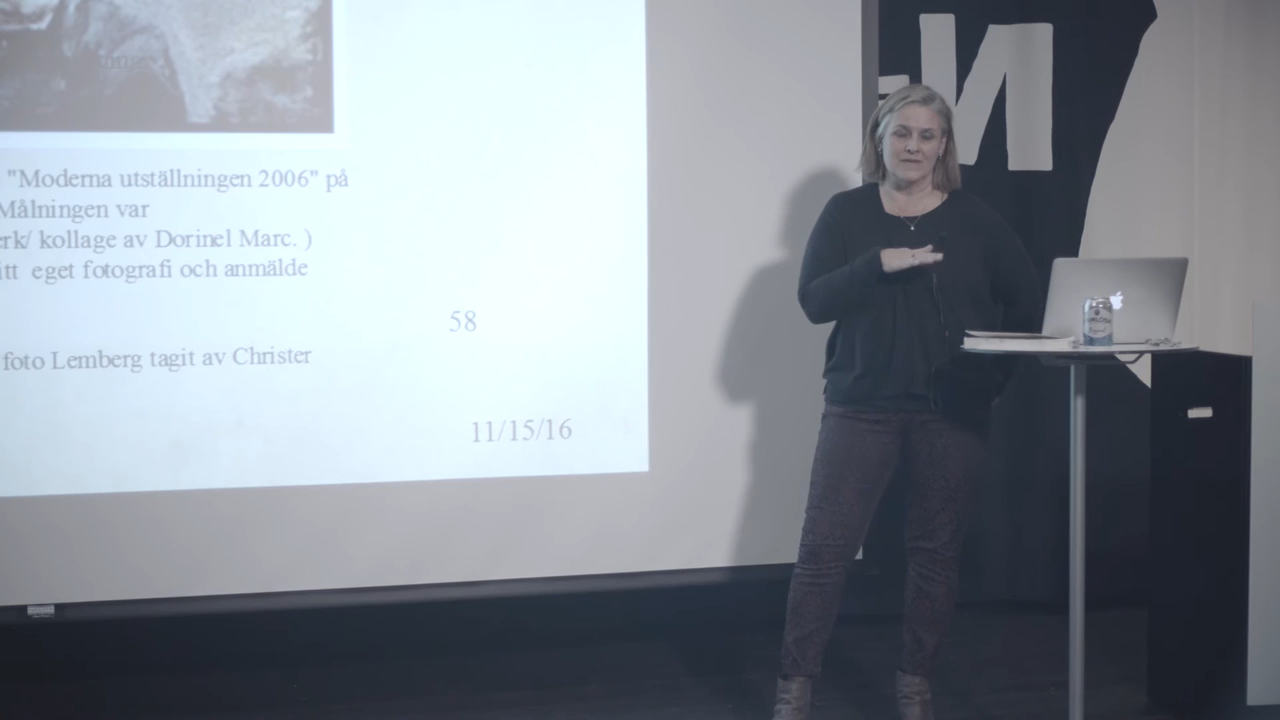 "Moderna utställningen 2006" på
Målningen var
erk/ kollage av Dorinel Marc. )
itt eget fotografi och anmälde
58
foto Lemberg tagit av Christer
11/15/16